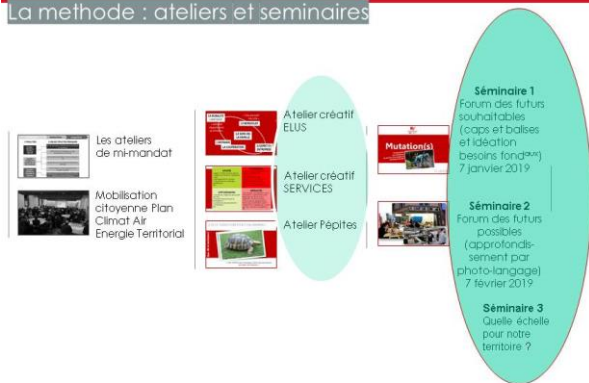 La methode : ateliers et seminaires
Les ateliers
de mi-mandat
Mobilisation
citoyenne Plan
Climat Air
Energie Territorial
Atelier créatif
ELUS
Atelier créatif
SERVICES
Atelier Pépites
Mutation(s)
Séminaire 1
Forum des futurs
souhaitables
(caps et balises
et idéation
besoins fondaus)
7 janvier 2019
Séminaire 2
Forum des futurs
possibles
(approfondis-
sement par
photo-langage)
7 février 2019
Séminaire 3
Quelle échelle
pour notre
territoire ?